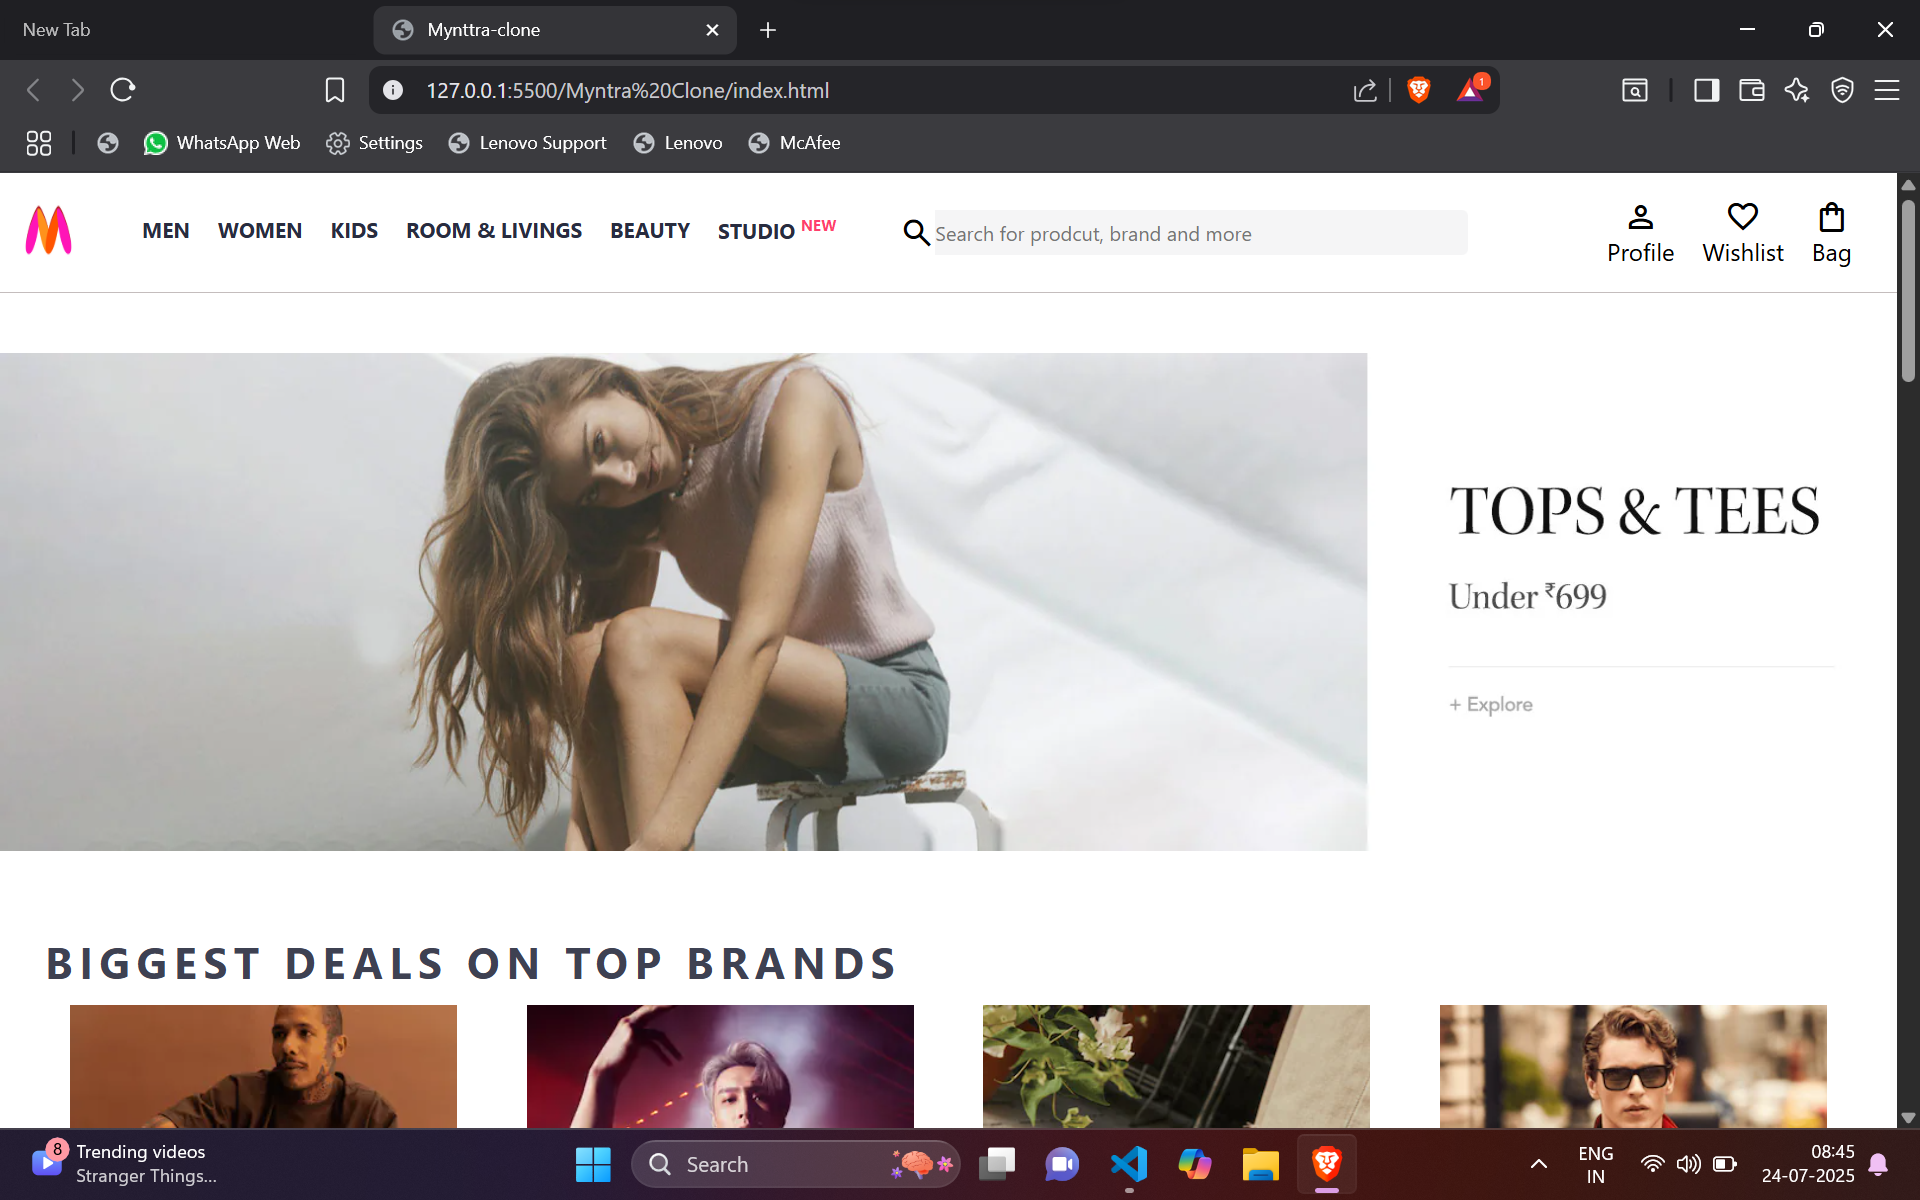 New Tab
Mynttra-clone
127.0.0.1:5500/Myntra%20Clone/index.html
1
WhatsApp Web
Settings
Lenovo Support
Lenovo
McAfee
MEN
WOMEN
KIDS
ROOM & LIVINGS
BEAUTY
STUDIO NEW
Search for prodcut, brand and more
Profile
Wishlist
Bag
TOPS & TEES
Under ₹699
+ Explore
BIGGEST DEALS ON TOP BRANDS
8
Trending videos
Stranger Things...
Search
ENG
IN
08:45
24-07-2025